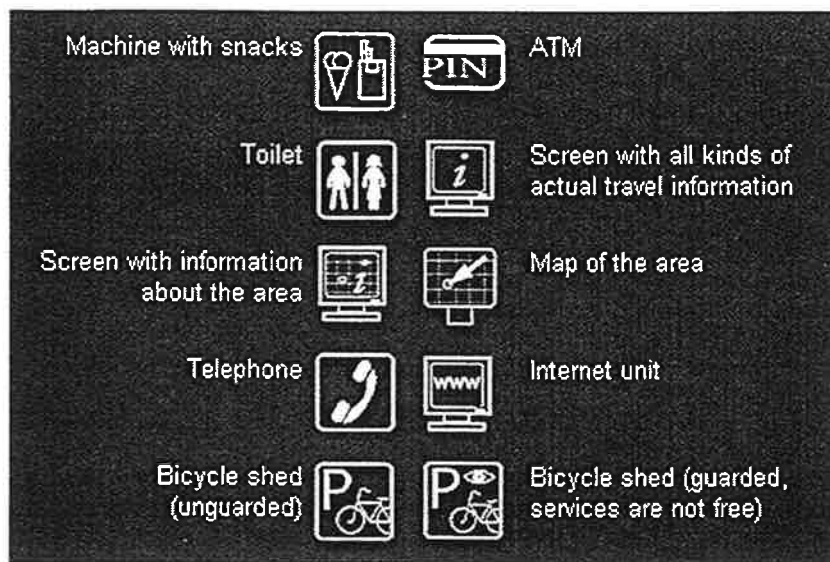 Machine with snacks
PIN
ATM
Toilet
i
Screen with all kinds of
actual travel information
Screen with information
about the area
i
Map of the area
Telephone
www
Internet unit
Bicycle shed
(unguarded)
P
P
Bicycle shed (guarded,
services are not free)